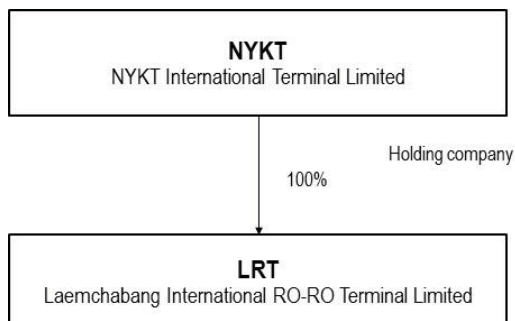 NYKT
NYKT International Terminal Limited
Holding company
100%
LRT
Laemchabang International RO-RO Terminal Limited